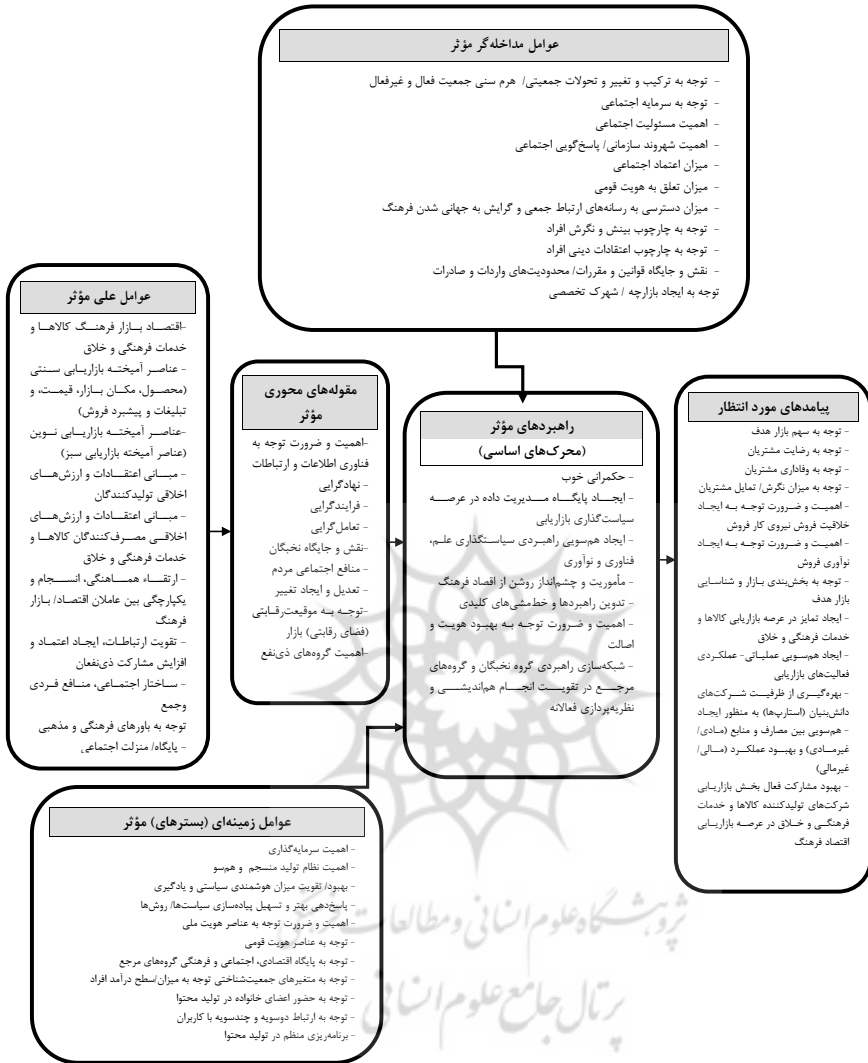 عوامل مداخله‌گر مؤثر
- توجه به ترکیب و تغییر و تحولات جمعیتی/ هرم سنی جمعیت فعال و غیرفعال
- توجه به سرمایه اجتماعی
- اهمیت مسئولیت اجتماعی
- اهمیت شهروند سازمانی/ پاسخ‌گویی اجتماعی
- میزان اعتماد اجتماعی
- میزان تعلق به هویت قومی
- میزان دسترسی به رسانه‌های ارتباط جمعی و گرایش به جهانی شدن فرهنگ
- توجه به چارچوب بینش و نگرش افراد
- توجه به چارچوب اعتقادات دینی افراد
- نقش و جایگاه قوانین و مقررات/ محدودیت‌های واردات و صادرات
توجه به ایجاد بازارچه / شهرک تخصصی
عوامل علی مؤثر
-اقتصاد بازار فرهنگ کالاها و
خدمات فرهنگی و خلاق
- عناصر آمیخته بازاریابی سنتی
(محصول، مکان بازار، قیمت، و
تبلیغات و پیشبرد فروش)
-عناصر آمیخته بازاریابی نوین
(عناصر آمیخته بازاریابی سبز)
- مبانی اعتقادات و ارزش‌های
اخلاقی تولیدکنندگان
- مبانی اعتقادات و ارزش‌های
اخلاقی مصرف‌کنندگان کالاها و
خدمات فرهنگی و خلاق
- ارتقاء هماهنگی، انسجام و
یکپارچگی بین عاملان اقتصاد/ بازار
فرهنگ
- تقویت ارتباطات، ایجاد اعتماد و
افزایش مشارکت ذی‌نفعان
- ساختار اجتماعی، منافع فردی
وجمع
توجه به باورهای فرهنگی و مذهبی
- پایگاه/ منزلت اجتماعی
مقوله‌های محوری
مؤثر
-اهمیت و ضرورت توجه به
فناوری اطلاعات و ارتباطات
- نهادگرایی
- فرایندگرایی
- تعامل‌گرایی
-نقش و جایگاه نخبگان
- منافع اجتماعی مردم
- تعدیل و ایجاد تغییر
-توجه به موقعیت‌رقابتی
(فضای رقابتی) بازار
-اهمیت گروه‌های ذی‌نفع
راهبردهای مؤثر
(محرک‌های اساسی)
- حکمرانی خوب
- ایجاد پایگاه مدیریت داده در عرصه
سیاست‌گذاری بازاریابی
- ایجاد هم‌سویی راهبردی سیاستگذاری علم،
فناوری و نوآوری
- مأموریت و چشم‌انداز روشن از اقصاد فرهنگ
- تدوین راهبردها و خط‌مشی‌های کلیدی
- اهمیت و ضرورت توجه به بهبود هویت و
اصالت
- شبکه‌سازی راهبردی گروه نخبگان و گروه‌های
مرجع در تقویت انجام هم‌اندیشی و
نظریه‌پردازی فعالانه
پیامدهای مورد انتظار
- توجه به سهم بازار هدف
- توجه به رضایت مشتریان
- توجه به وفاداری مشتریان
- توجه به میزان نگرش/ تمایل مشتریان
- اهمیت و ضرورت توجه به ایجاد
خلاقیت فروش نیروی کار فروش
- اهمیت و ضرورت توجه به ایجاد
نوآوری فروش
- توجه به بخش‌بندی بازار و شناسایی
بازار هدف
- ایجاد تمایز در عرصه بازاریابی کالاها و
خدمات فرهنگی و خلاق
- ایجاد هم‌سویی عملیاتی- عملکردی
فعالیت‌های بازاریابی
- بهره‌گیری از ظرفیت شرکت‌های
دانش‌بنیان (استارپ‌ها) به منظور ایجاد
- هم‌سویی بین مصارف و منابع (مادی/
غیرمادی) و بهبود عملکرد (مالی/
غیرمالی)
- بهبود مشارکت فعال بخش بازاریابی
شرکت‌های تولیدکننده کالاها و خدمات
فرهنگی و خلاق در عرصه بازاریابی
اقتصاد فرهنگ
عوامل زمینه‌ای (بسترهای) مؤثر
- اهمیت سرمایه‌گذاری
- اهمیت نظام تولید منسجم و هم‌سو
- بهبود/ تقویت میزان هوشمندی سیاستی و یادگیری
- پاسخ‌دهی بهتر و تسهیل پیاده‌سازی سیاست‌ها/ روش‌ها
- اهمیت و ضرورت توجه به عناصر هویت ملی
- توجه به عناصر هویت قومی
- توجه به پایگاه اقتصادی، اجتماعی و فرهنگی گروه‌های مرجع
- توجه به متغیرهای جمعیت‌شناختی توجه به میزان/سطح درآمد افراد
- توجه به حضور اعضای خانواده در تولید محتوا
- توجه به ارتباط دوسویه و چندسویه با کاربران
- برنامه‌ریزی منظم در تولید محتوا
پژوهشگاه علوم انسانی و مطالعات فرهنگی
پرتال جامع علوم انسانی